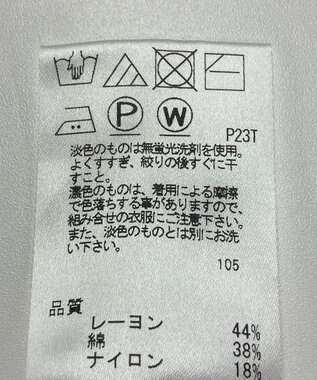 P W P23T
淡色のものは無蛍光洗剤を使用。
よくすすぎ、絞りの後すぐに干
すこと。
濃色のものは、着用による摩擦
で色落ちする事がありますので、
組み合せの衣服にご注意下さい。
また、淡色のものとは別にお洗
い下さい。
105
品質
レーヨン 44%
綿 38%
ナイロン 18%